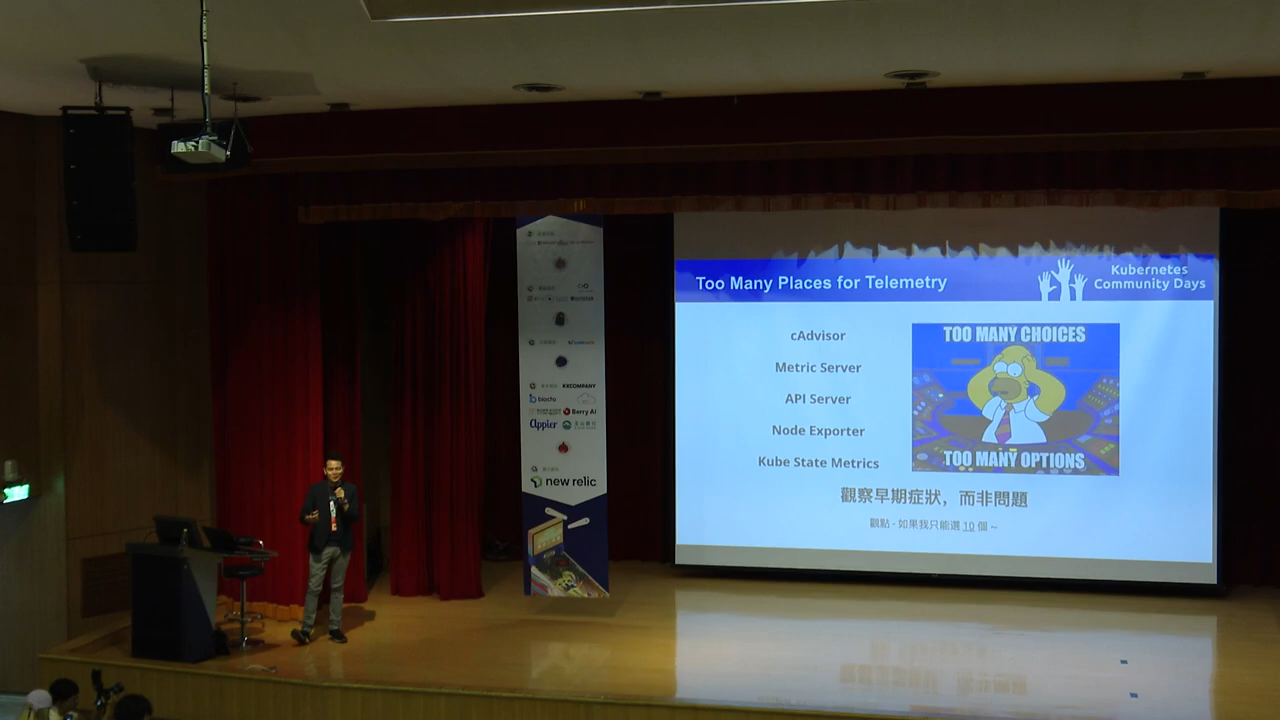 Too Many Places for Telemetry
Kubernetes
Community Days
cAdvisor
Metric Server
API Server
Node Exporter
Kube State Metrics
TOO MANY CHOICES
TOO MANY OPTIONS
觀察早期症狀，而非問題
觀點 - 如果我只能選 10 個 ~
KKCOMPANY
biocto
Berry AI
Appier
new relic